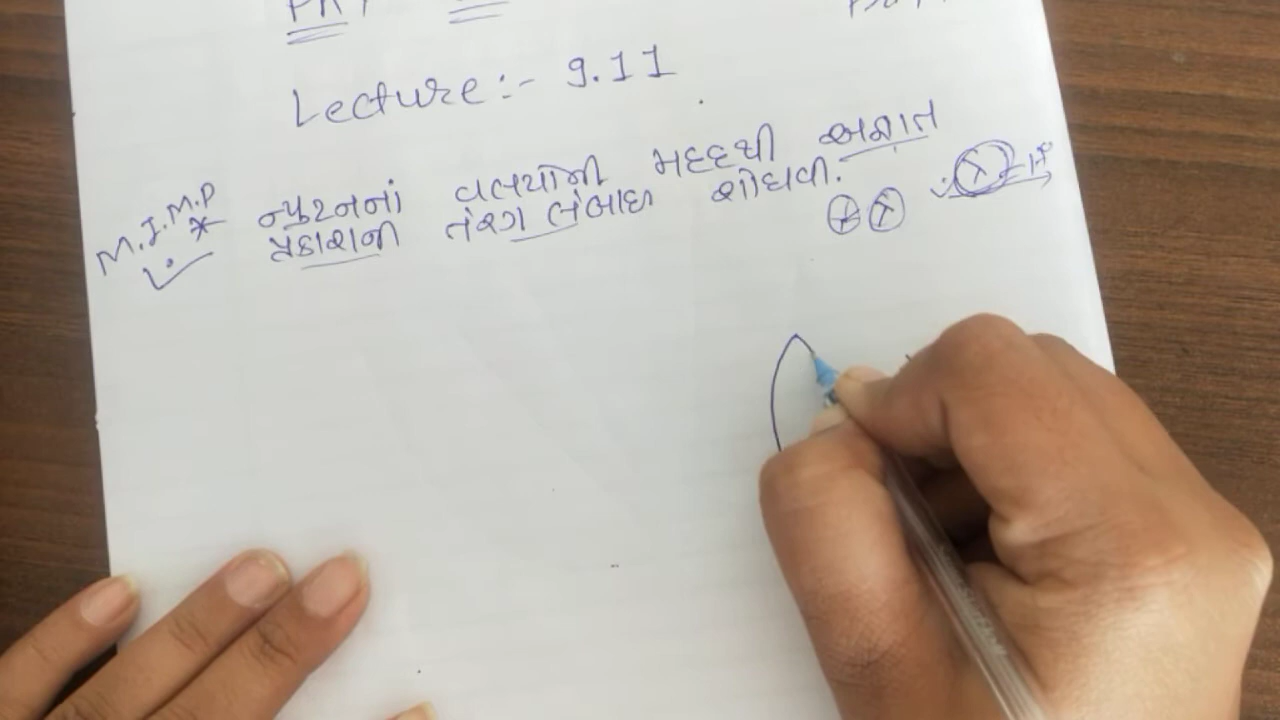 Lecture:- 9.11
M.I.M.P ન્યુટનનાં વલયોની મદદથી અજ્ઞાત
પ્રકાશની તરંગ લંબાઇ શોધવી.